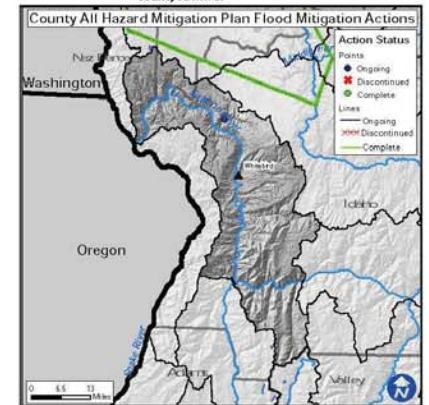 County All Hazard Mitigation Plan Flood Mitigation Actions
Action Status
Points
Ongoing
Discontinued
Complete
Lines
Ongoing
Discontinued
Complete
Washington
Whitebird
Idaho
Oregon
Snake River
Adams
Valley
0 6.5 13
Miles
N